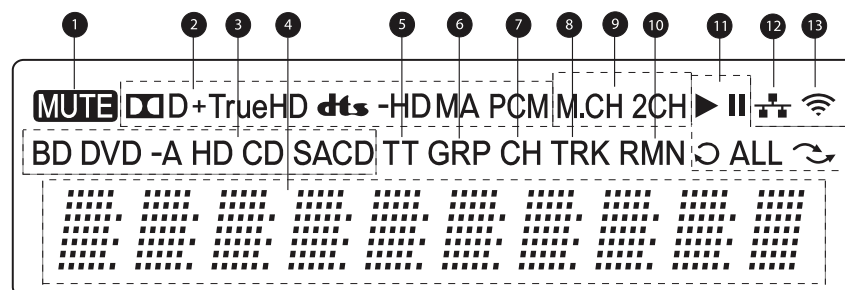 1 2 3 4 5 6 7 8 9 10 11 12 13
MUTE D+TrueHD dts -HD MA PCM M.CH 2CH
BD DVD -A HD CD SACD TT GRP CH TRK RMN ALL